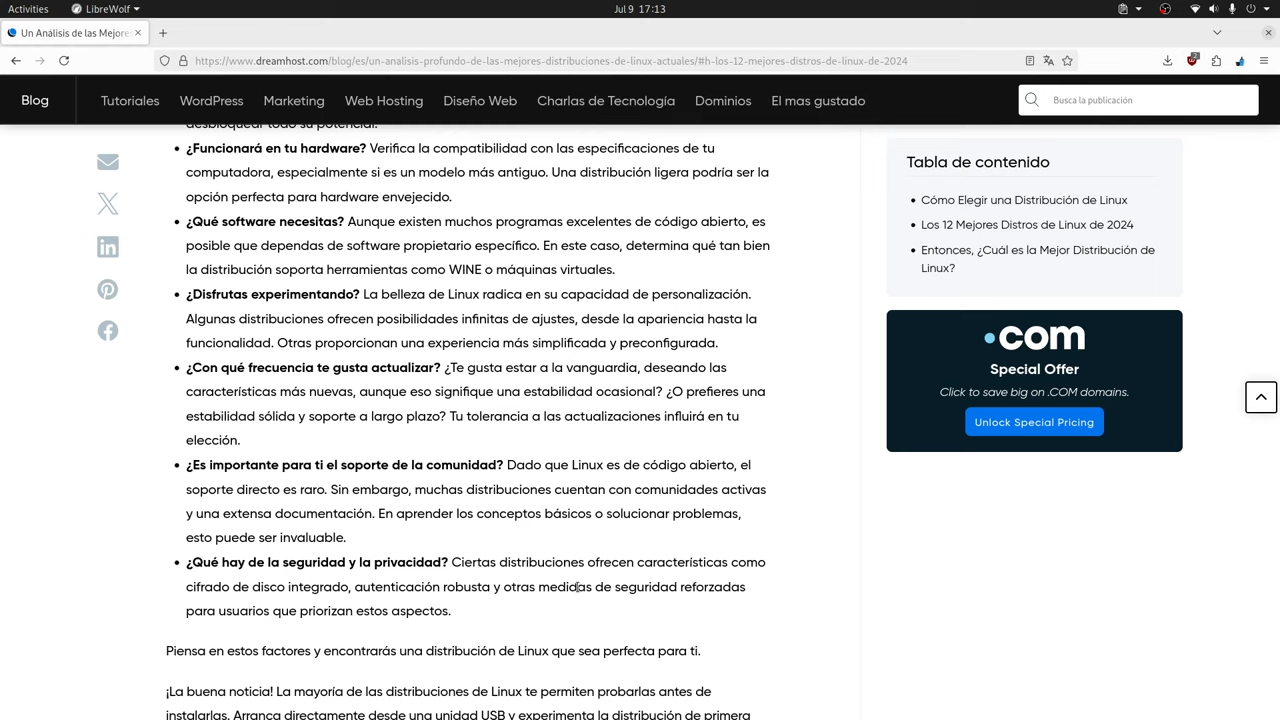 Activities
LibreWolf
Jul 9 17:13
Un Análisis de las Mejore
https://www.dreamhost.com/blog/es/un-analisis-profundo-de-las-mejores-distribuciones-de-linux-actuales/#h-los-12-mejores-distros-de-linux-de-2024
2
Blog
Tutoriales
WordPress
Marketing
Web Hosting
Diseño Web
Charlas de Tecnología
Dominios
El mas gustado
Busca la publicación
desbloquear todo su potencial.
• ¿Funcionará en tu hardware? Verifica la compatibilidad con las especificaciones de tu
computadora, especialmente si es un modelo más antiguo. Una distribución ligera podría ser la
opción perfecta para hardware envejecido.
• ¿Qué software necesitas? Aunque existen muchos programas excelentes de código abierto, es
posible que dependas de software propietario específico. En este caso, determina qué tan bien
la distribución soporta herramientas como WINE o máquinas virtuales.
• ¿Disfrutas experimentando? La belleza de Linux radica en su capacidad de personalización.
Algunas distribuciones ofrecen posibilidades infinitas de ajustes, desde la apariencia hasta la
funcionalidad. Otras proporcionan una experiencia más simplificada y preconfigurada.
• ¿Con qué frecuencia te gusta actualizar? ¿Te gusta estar a la vanguardia, deseando las
características más nuevas, aunque eso signifique una estabilidad ocasional? ¿O prefieres una
estabilidad sólida y soporte a largo plazo? Tu tolerancia a las actualizaciones influirá en tu
elección.
• ¿Es importante para ti el soporte de la comunidad? Dado que Linux es de código abierto, el
soporte directo es raro. Sin embargo, muchas distribuciones cuentan con comunidades activas
y una extensa documentación. En aprender los conceptos básicos o solucionar problemas,
esto puede ser invaluable.
• ¿Qué hay de la seguridad y la privacidad? Ciertas distribuciones ofrecen características como
cifrado de disco integrado, autenticación robusta y otras medidas de seguridad reforzadas
para usuarios que priorizan estos aspectos.
Piensa en estos factores y encontrarás una distribución de Linux que sea perfecta para ti.
¡La buena noticia! La mayoría de las distribuciones de Linux te permiten probarlas antes de
instalarlas. Arranca directamente desde una unidad USB y experimenta la distribución de primera
Tabla de contenido
• Cómo Elegir una Distribución de Linux
• Los 12 Mejores Distros de Linux de 2024
• Entonces, ¿Cuál es la Mejor Distribución de
Linux?
.com
Special Offer
Click to save big on .COM domains.
Unlock Special Pricing